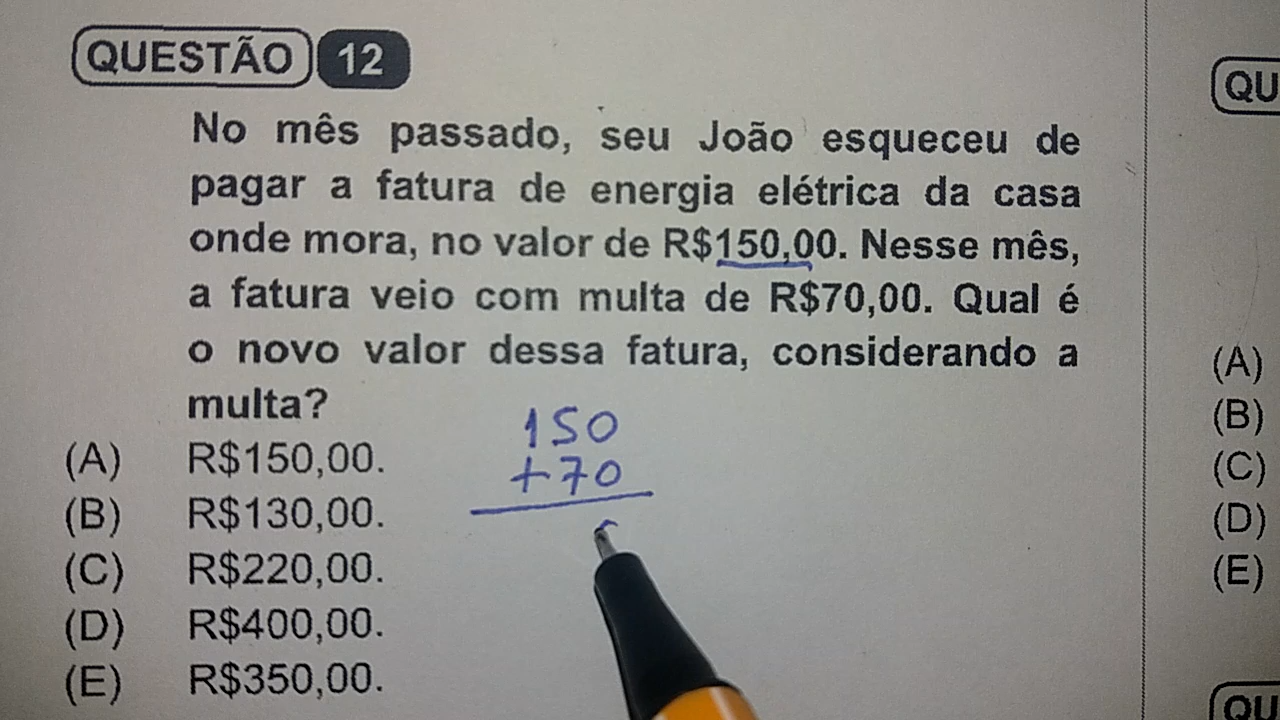 QUESTÃO 12
No mês passado, seu João esqueceu de
pagar a fatura de energia elétrica da casa
onde mora, no valor de R$150,00. Nesse mês,
a fatura veio com multa de R$70,00. Qual é
o novo valor dessa fatura, considerando a
multa?
(A) R$150,00.
(B) R$130,00.
(C) R$220,00.
(D) R$400,00.
(E) R$350,00.
150
+70
QU
(A)
(B)
(C)
(D)
(E)
QU